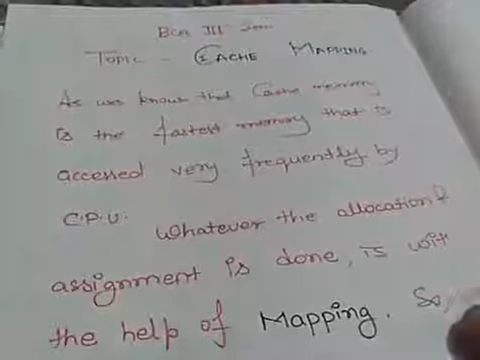 BCA III Sem
TOPIC - CACHE MAPPING
As we know that Cache memory
is the fastest memory that is
accessed very frequently by
C.P.U. Whatever the allocation &
assignment is done, is wit
the help of Mapping. So,